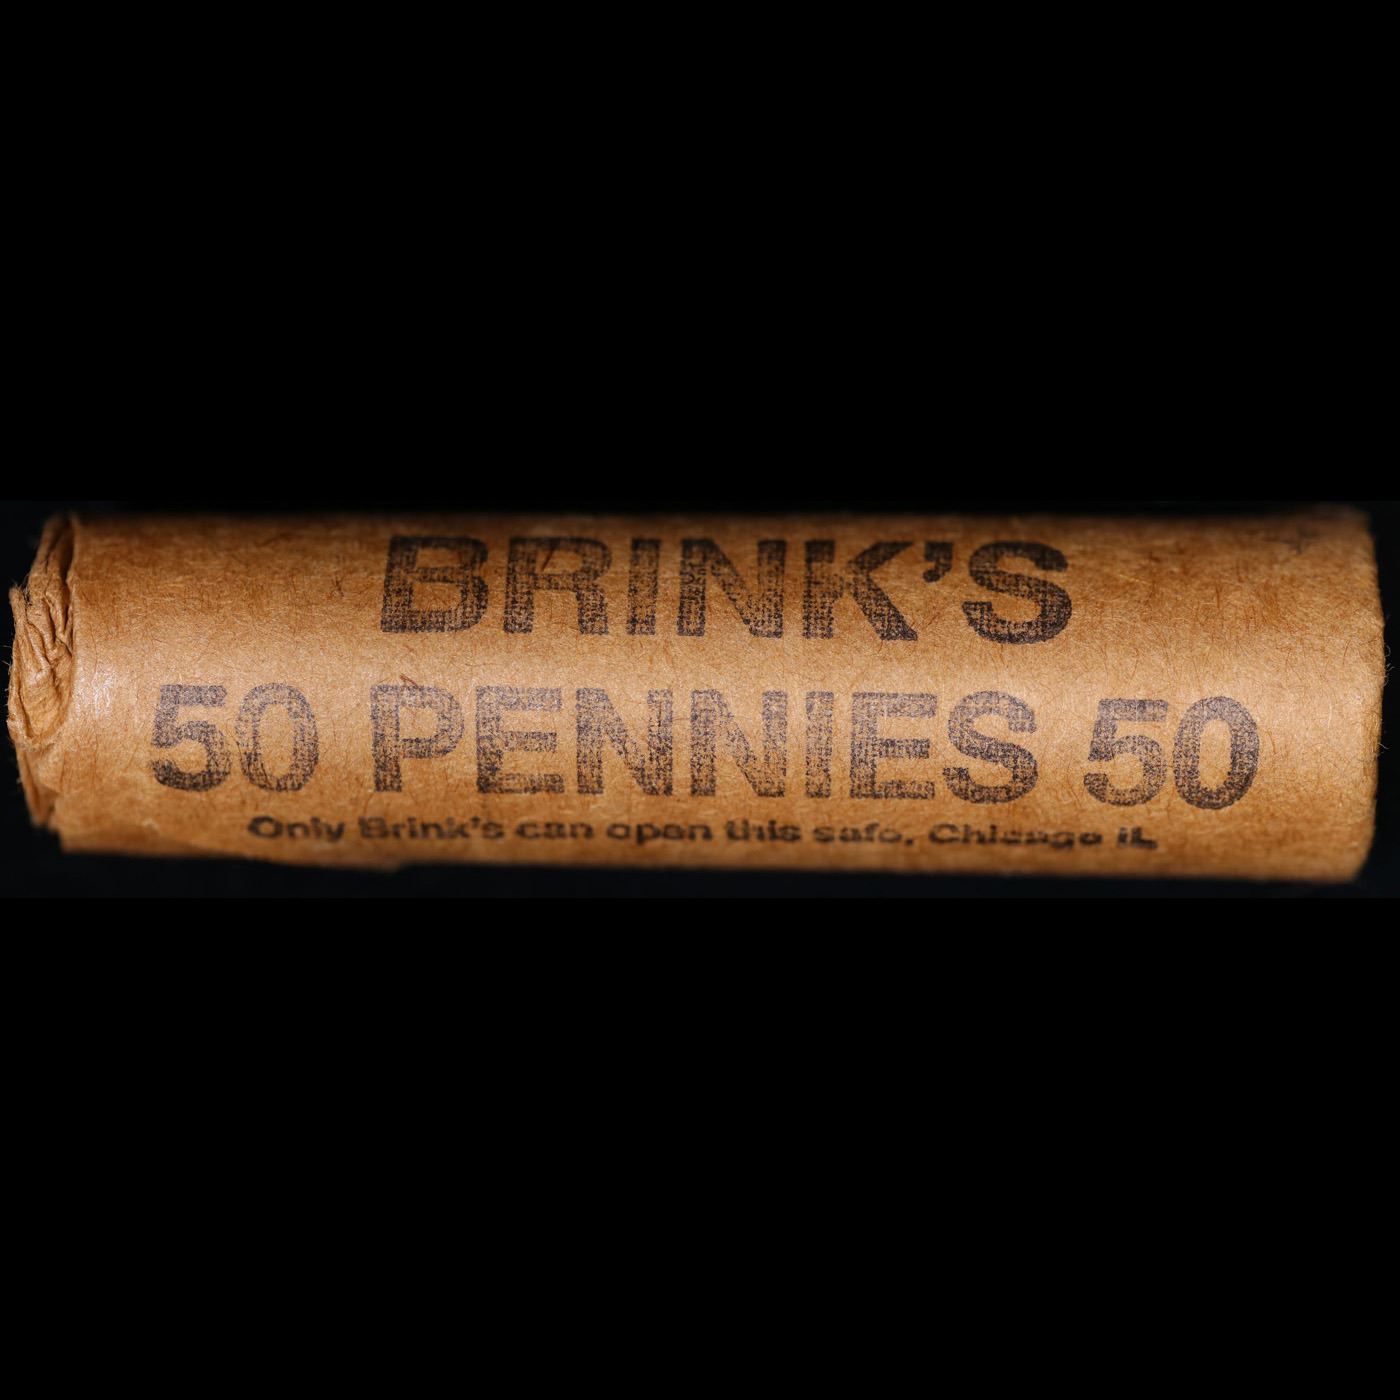 BRINK'S
50 PENNIES 50
Only Brink's can open this safe, Chicago IL